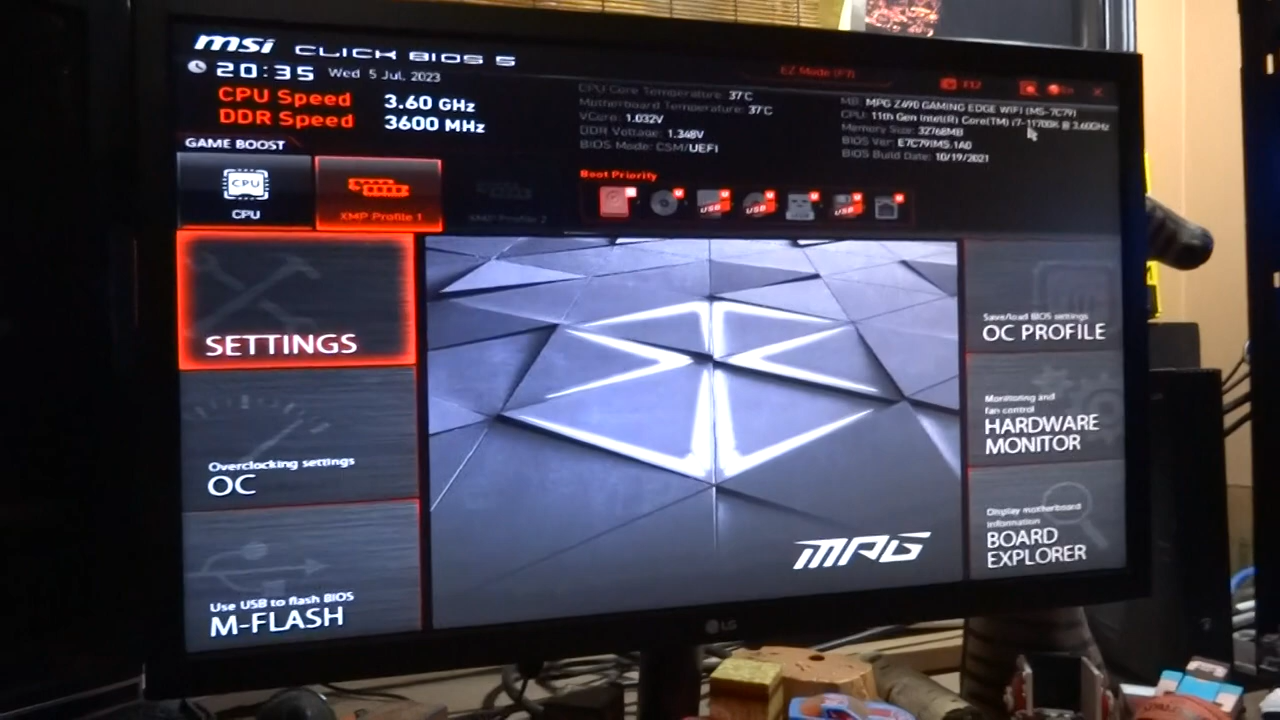 msi CLICK BIOS 5
20:35 Wed 5 Jul, 2023
EZ Mode (F7)
F12
En
CPU Speed 3.60 GHz
DDR Speed 3600 MHz
CPU Core Temperature: 37°C
Motherboard Temperature: 37°C
VCore: 1.032V
DDR Voltage: 1.348V
BIOS Mode: CSM/UEFI
MB: MPG Z490 GAMING EDGE WIFI (MS-7C79)
CPU: 11th Gen Intel(R) Core(TM) i7-11700K @ 3.60GHz
Memory Size: 32768MB
BIOS Ver: E7C79IMS.1A0
BIOS Build Date: 10/19/2021
GAME BOOST
CPU
CPU
XMP Profile 1
XMP Profile 2
Boot Priority
USB
USB
USB
USB
SETTINGS
Overclocking settings
OC
Use USB to flash BIOS
M-FLASH
MPG
Save/load BIOS settings
OC PROFILE
Monitoring and
fan control
HARDWARE
MONITOR
Display motherboard
information
BOARD
EXPLORER
LG